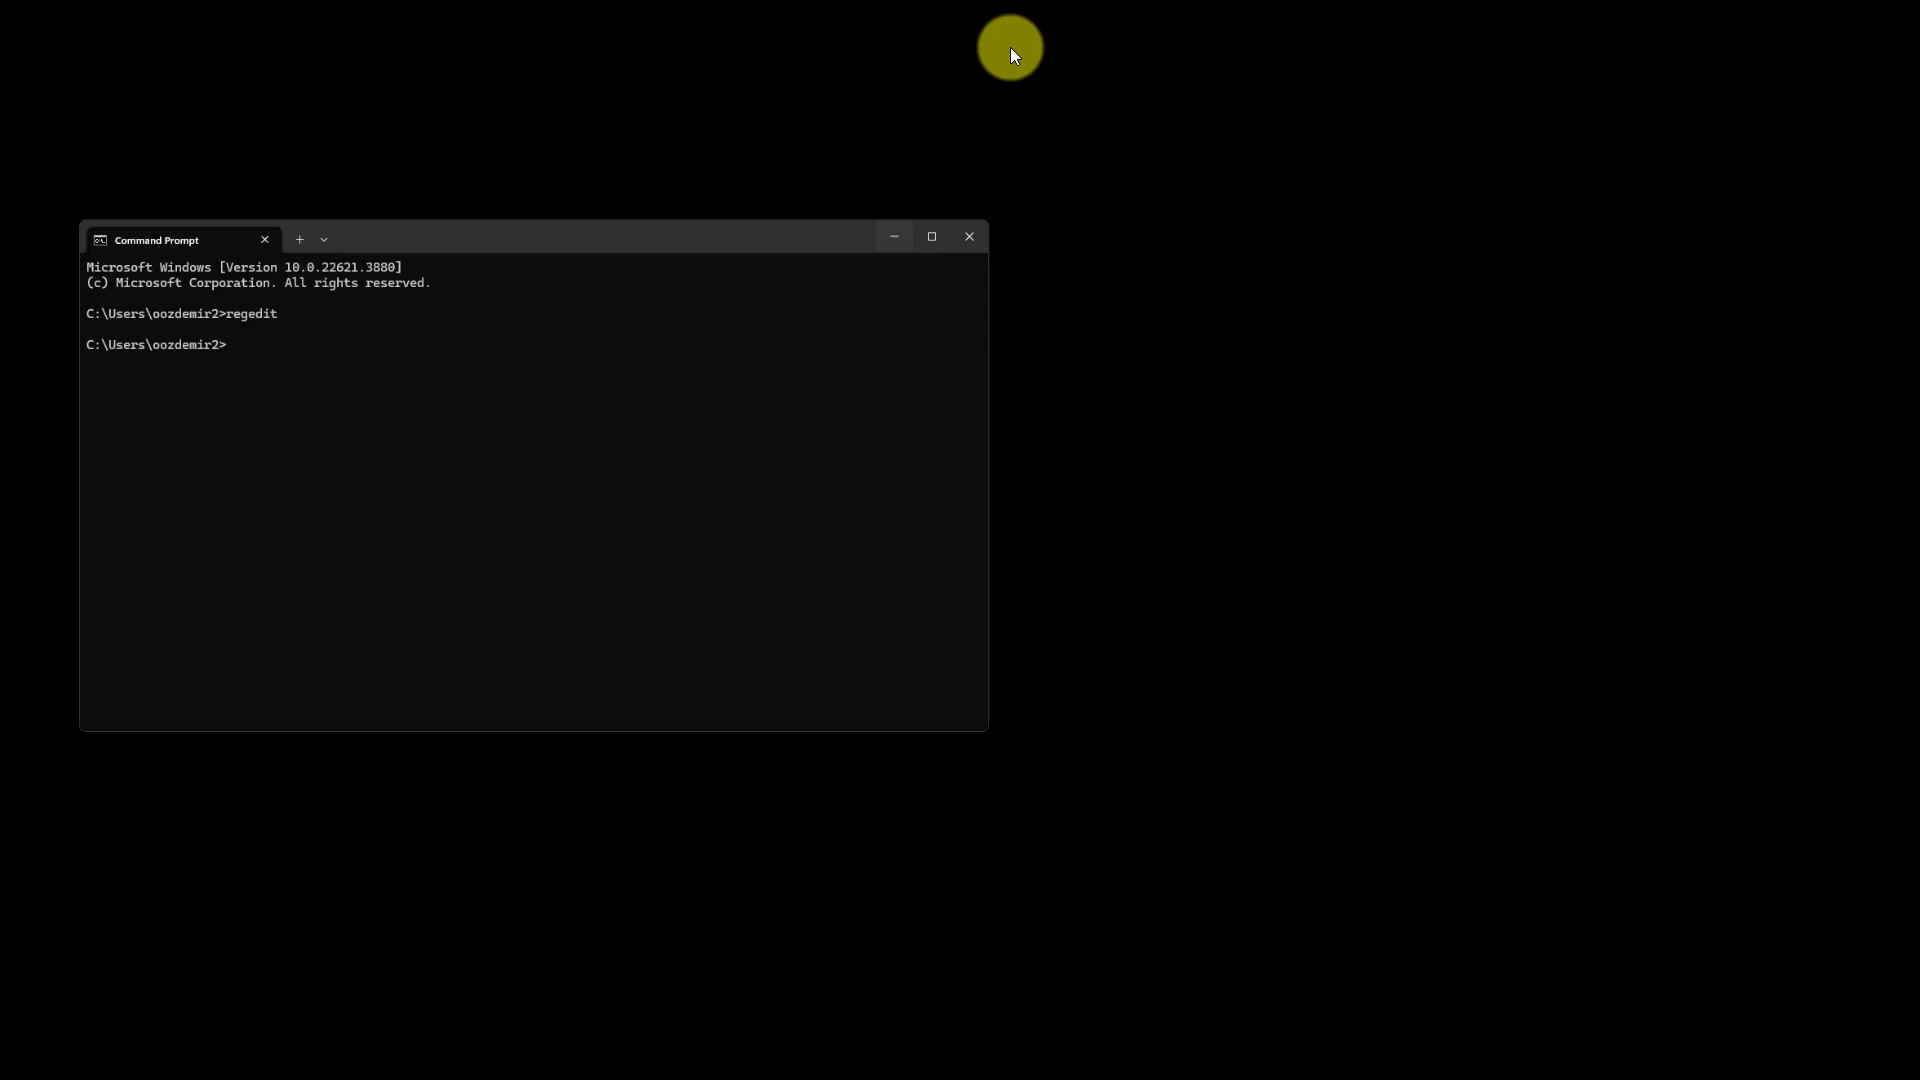 Command Prompt
Microsoft Windows [Version 10.0.22621.3880]
(c) Microsoft Corporation. All rights reserved.
C:\Users\oozdemir2>regedit
C:\Users\oozdemir2>